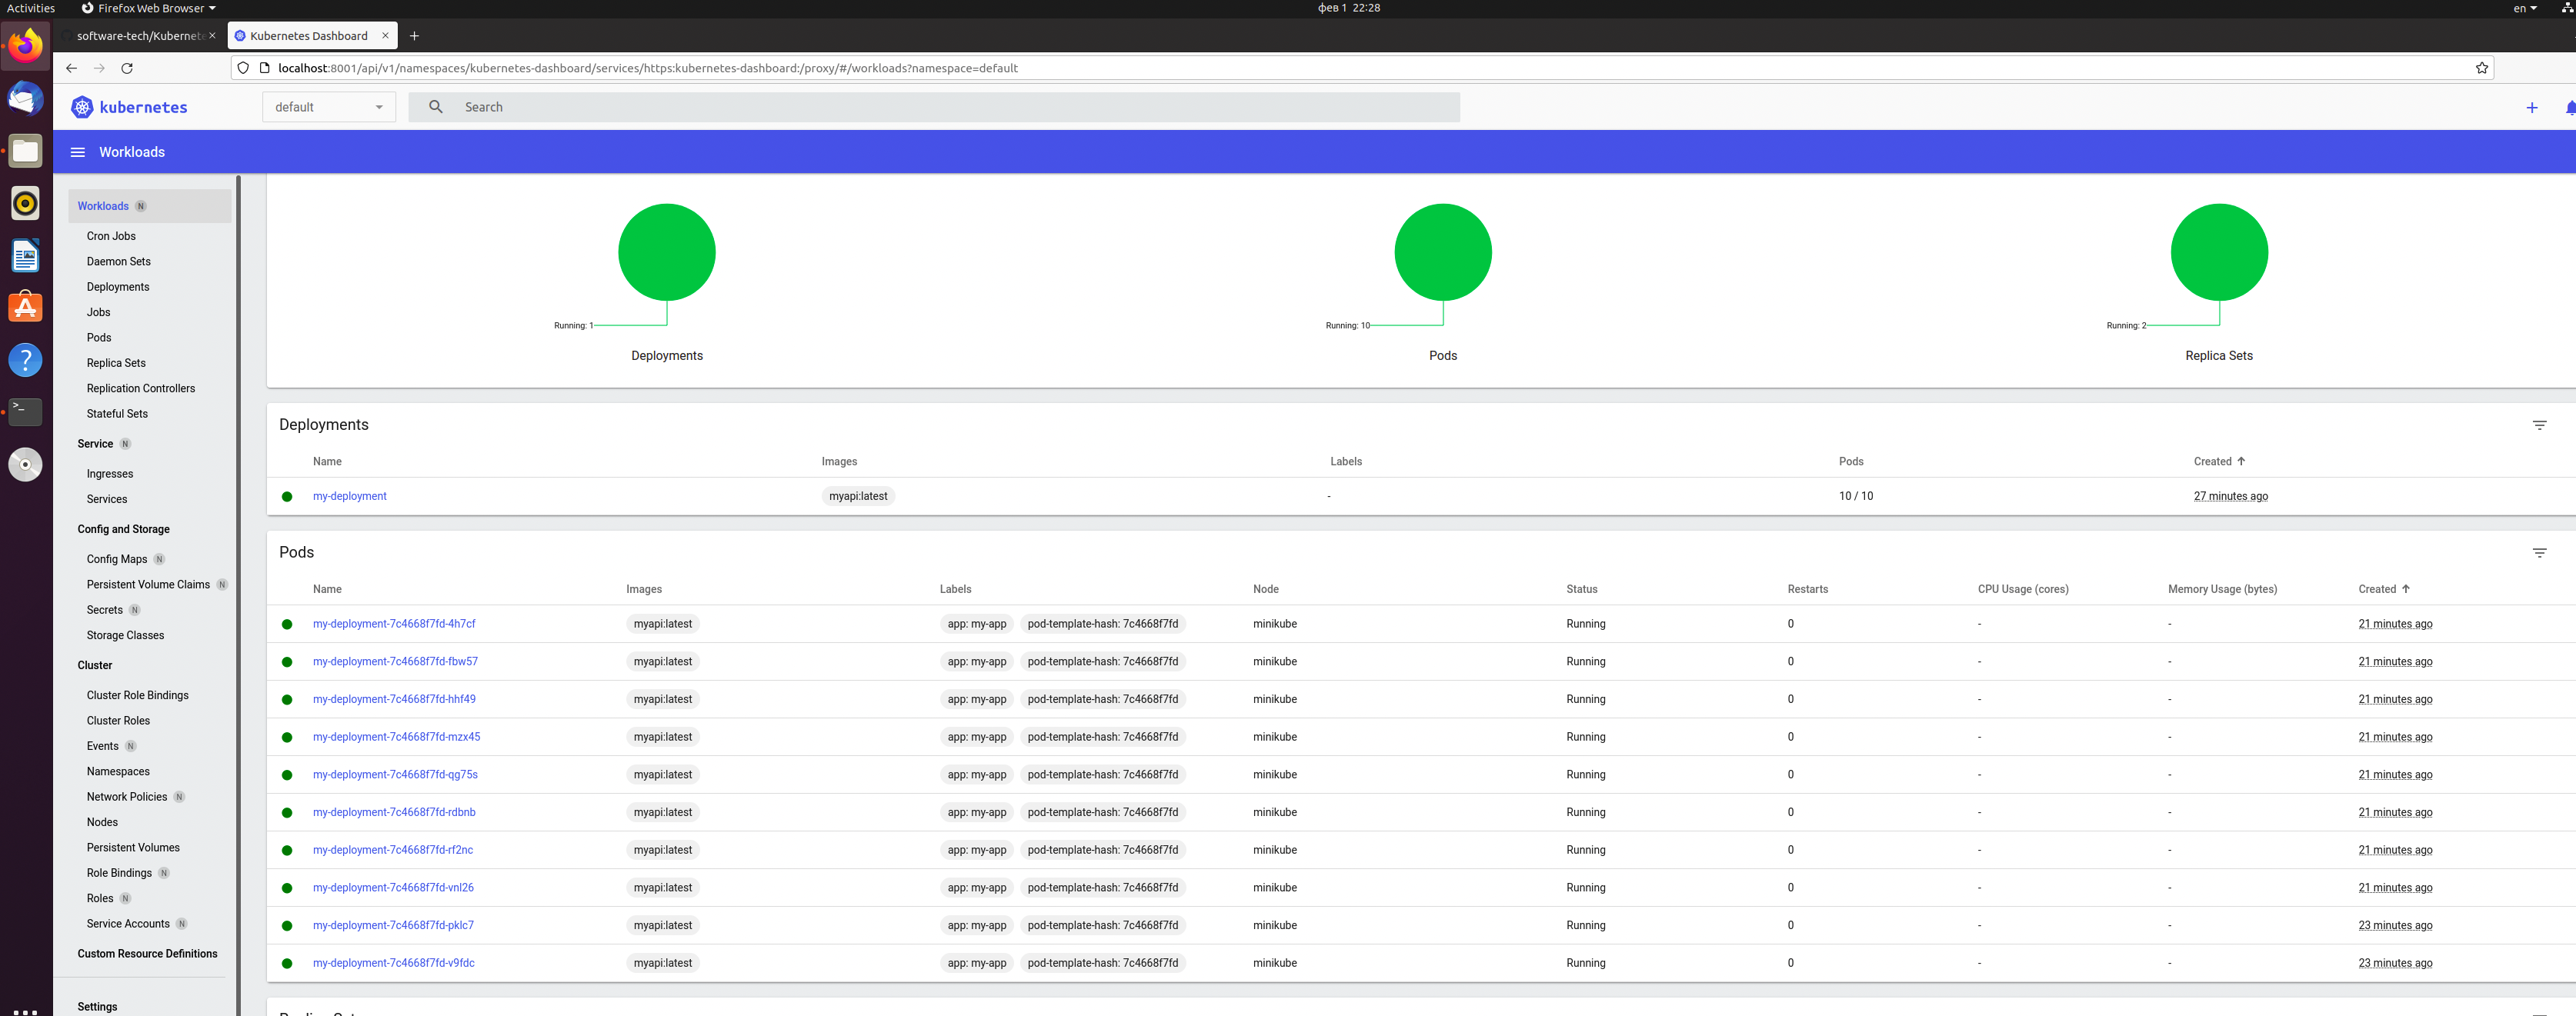 Activities
Firefox Web Browser
фев 1 22:28
en
software-tech/Kubernete
Kubernetes Dashboard
localhost:8001/api/v1/namespaces/kubernetes-dashboard/services/https:kubernetes-dashboard:/proxy/#/workloads?namespace=default
kubernetes
default
Search
Workloads
Workloads N
Cron Jobs
Daemon Sets
Deployments
Jobs
Pods
Replica Sets
Replication Controllers
Stateful Sets
Service N
Ingresses
Services
Config and Storage
Config Maps N
Persistent Volume Claims N
Secrets N
Storage Classes
Cluster
Cluster Role Bindings
Cluster Roles
Events N
Namespaces
Network Policies N
Nodes
Persistent Volumes
Role Bindings N
Roles N
Service Accounts N
Custom Resource Definitions
Settings
Running: 1
Deployments
Running: 10
Pods
Running: 2
Replica Sets
Deployments
Name Images Labels Pods Created
my-deployment myapi:latest - 10 / 10 27 minutes ago
Pods
Name Images Labels Node Status Restarts CPU Usage (cores) Memory Usage (bytes) Created
my-deployment-7c4668f7fd-4h7cf myapi:latest app: my-app pod-template-hash: 7c4668f7fd minikube Running 0 - - 21 minutes ago
my-deployment-7c4668f7fd-fbw57 myapi:latest app: my-app pod-template-hash: 7c4668f7fd minikube Running 0 - - 21 minutes ago
my-deployment-7c4668f7fd-hhf49 myapi:latest app: my-app pod-template-hash: 7c4668f7fd minikube Running 0 - - 21 minutes ago
my-deployment-7c4668f7fd-mzx45 myapi:latest app: my-app pod-template-hash: 7c4668f7fd minikube Running 0 - - 21 minutes ago
my-deployment-7c4668f7fd-qg75s myapi:latest app: my-app pod-template-hash: 7c4668f7fd minikube Running 0 - - 21 minutes ago
my-deployment-7c4668f7fd-rdbnb myapi:latest app: my-app pod-template-hash: 7c4668f7fd minikube Running 0 - - 21 minutes ago
my-deployment-7c4668f7fd-rf2nc myapi:latest app: my-app pod-template-hash: 7c4668f7fd minikube Running 0 - - 21 minutes ago
my-deployment-7c4668f7fd-vnl26 myapi:latest app: my-app pod-template-hash: 7c4668f7fd minikube Running 0 - - 21 minutes ago
my-deployment-7c4668f7fd-pklc7 myapi:latest app: my-app pod-template-hash: 7c4668f7fd minikube Running 0 - - 23 minutes ago
my-deployment-7c4668f7fd-v9fdc myapi:latest app: my-app pod-template-hash: 7c4668f7fd minikube Running 0 - - 23 minutes ago